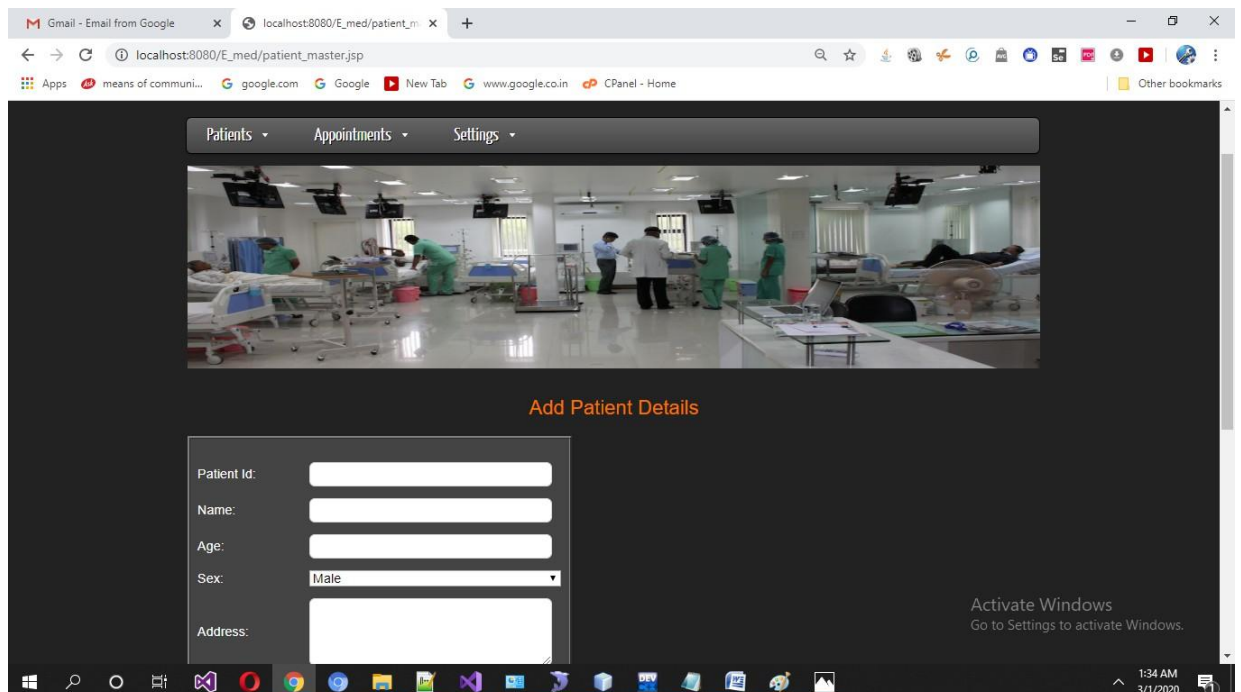 Gmail - Email from Google
localhost:8080/E_med/patient_m
localhost:8080/E_med/patient_master.jsp
Apps means of communi... google.com Google New Tab www.google.co.in CPanel - Home Other bookmarks
Patients Appointments Settings
Add Patient Details
Patient Id:
Name:
Age:
Sex: Male
Address:
Activate Windows
Go to Settings to activate Windows.
1:34 AM
3/1/2020